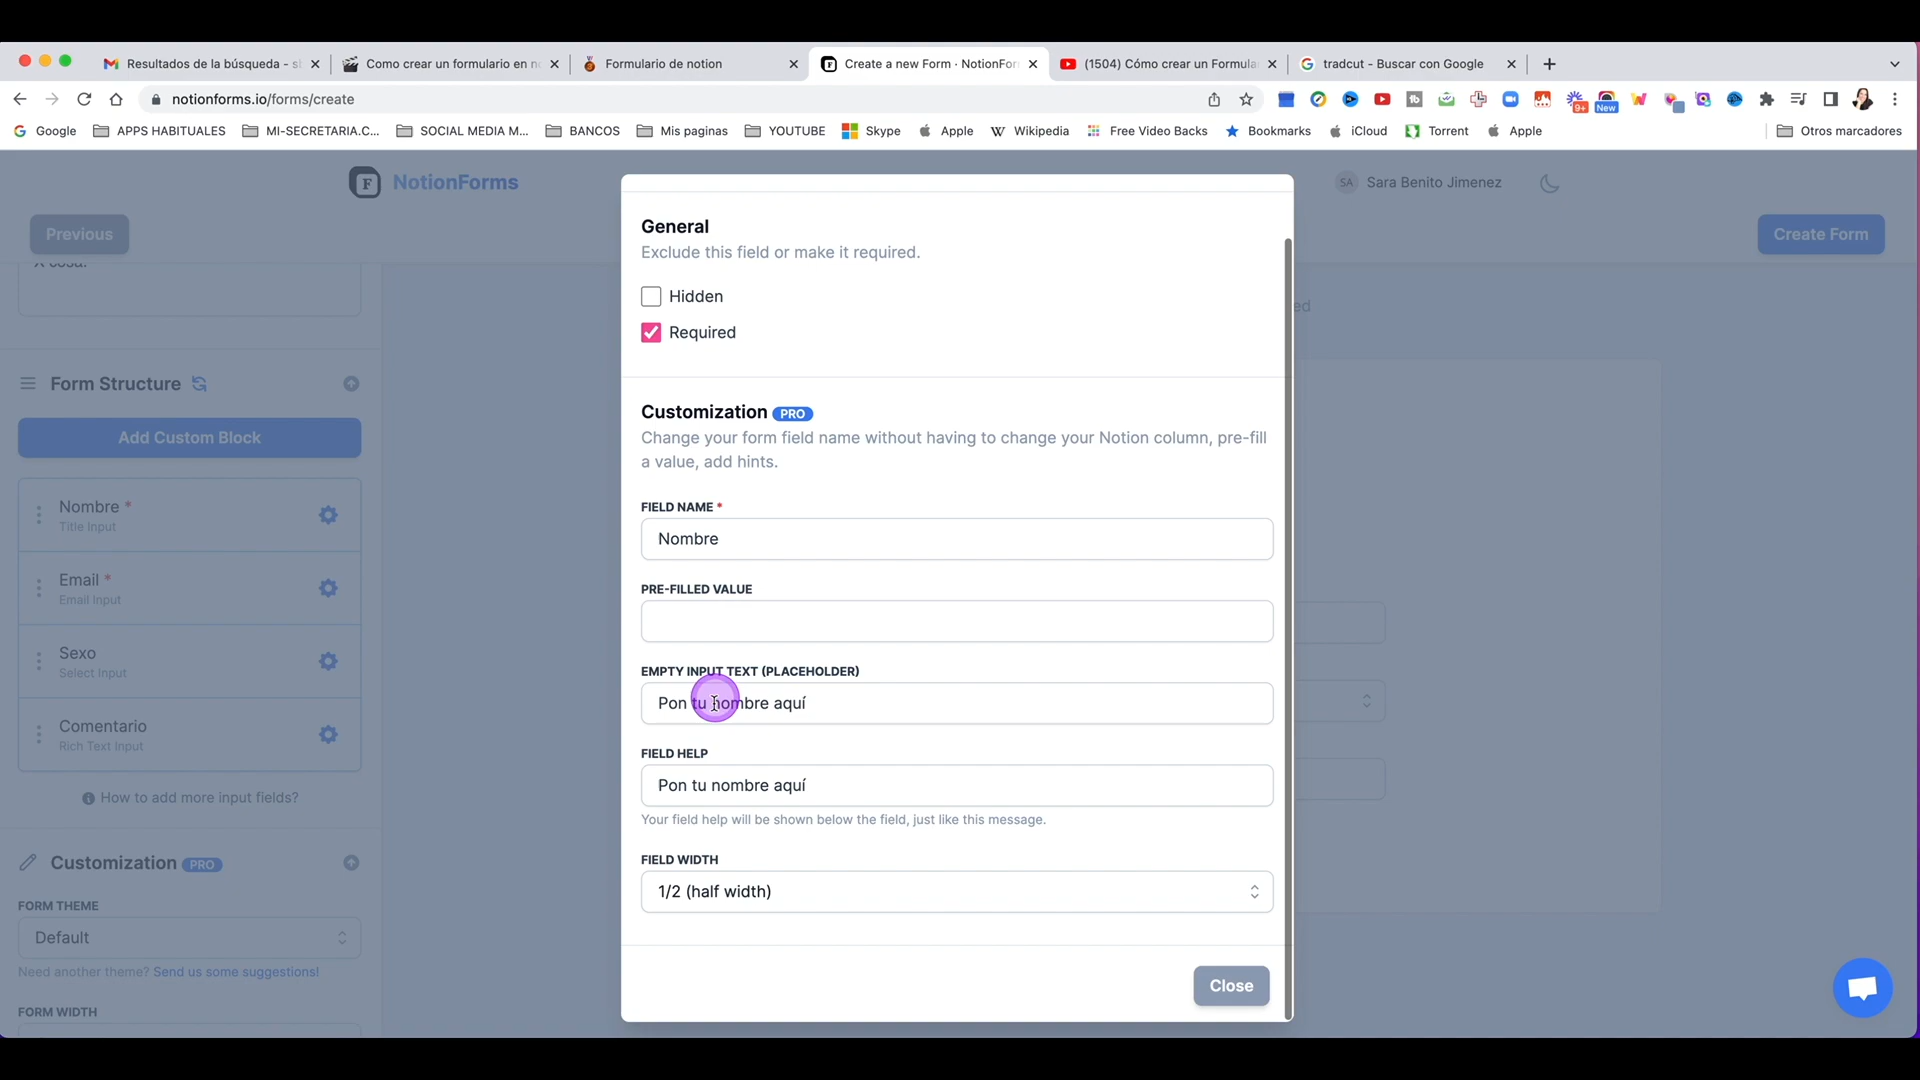 Resultados de la búsqueda - s
Como crear un formulario en n
Formulario de notion
Create a new Form · NotionFor
(1504) Cómo crear un Formula
tradcut - Buscar con Google
notionforms.io/forms/create
9+
New
Google
APPS HABITUALES
MI-SECRETARIA.C...
SOCIAL MEDIA M...
BANCOS
Mis paginas
YOUTUBE
Skype
Apple
Wikipedia
Free Video Backs
Bookmarks
iCloud
Torrent
Apple
Otros marcadores
NotionForms
SA
Sara Benito Jimenez
Previous
Create Form
X cosa.
Form Structure
Add Custom Block
Nombre *
Title Input
Email *
Email Input
Sexo
Select Input
Comentario
Rich Text Input
How to add more input fields?
Customization PRO
FORM THEME
Default
Need another theme? Send us some suggestions!
FORM WIDTH
General
Exclude this field or make it required.
Hidden
Required
Customization PRO
Change your form field name without having to change your Notion column, pre-fill
a value, add hints.
FIELD NAME *
Nombre
PRE-FILLED VALUE
EMPTY INPUT TEXT (PLACEHOLDER)
Pon tu nombre aquí
FIELD HELP
Pon tu nombre aquí
Your field help will be shown below the field, just like this message.
FIELD WIDTH
1/2 (half width)
Close
ed